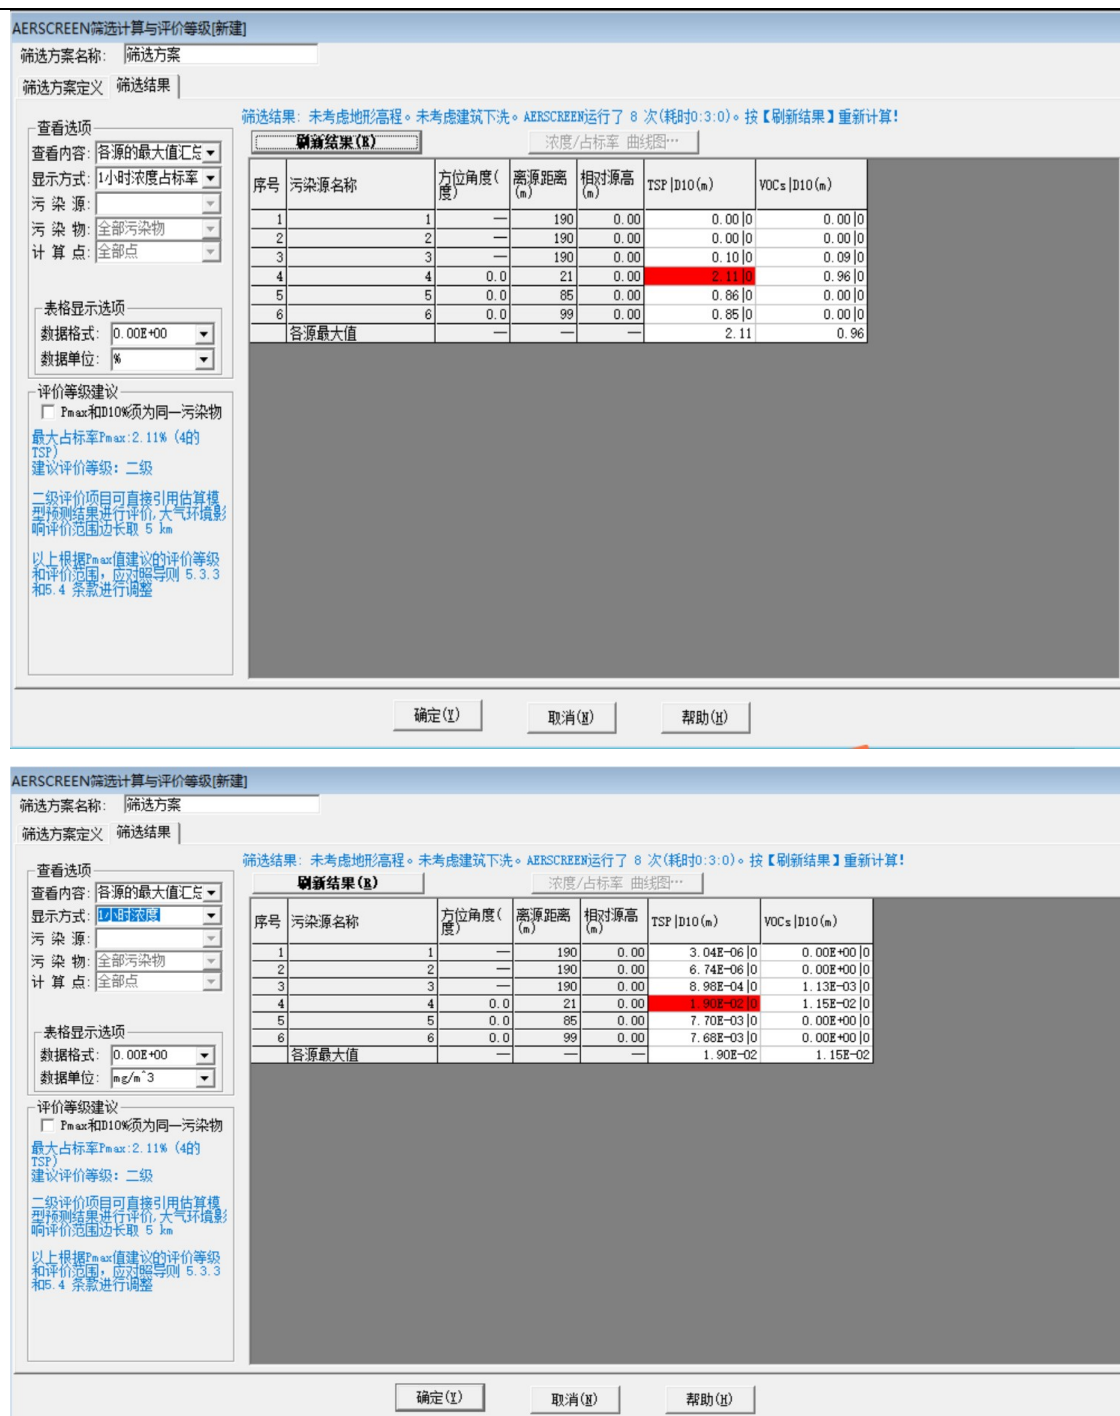 AERSCREEN筛选计算与评价等级[新建]
筛选方案名称: 筛选方案
筛选方案定义 筛选结果
筛选结果: 未考虑地形高程。未考虑建筑下洗。AERSCREEN运行了 8 次(耗时0:3:0)。按【刷新结果】重新计算!
查看选项
查看内容: 各源的最大值汇总
显示方式: 1小时浓度占标率
污 染 源:
污 染 物: 全部污染物
计 算 点: 全部点
表格显示选项
数据格式: 0.00E+00
数据单位: %
评价等级建议
Pmax和D10%须为同一污染物
最大占标率Pmax:2.11% (4的
TSP)
建议评价等级: 二级
二级评价项目可直接引用估算模
型预测结果进行评价,大气环境影
响评价范围边长取 5 km
以上根据Pmax值建议的评价等级
和评价范围,应对照导则 5.3.3
和5.4 条款进行调整
刷新结果(R) 浓度/占标率 曲线图…
序号 污染源名称 方位角度(度) 离源距离(m) 相对源高(m) TSP|D10(m) VOCs|D10(m)
1 1 — 190 0.00 0.00|0 0.00|0
2 2 — 190 0.00 0.00|0 0.00|0
3 3 — 190 0.00 0.10|0 0.09|0
4 4 0.0 21 0.00 2.11|0 0.96|0
5 5 0.0 85 0.00 0.86|0 0.00|0
6 6 0.0 99 0.00 0.85|0 0.00|0
各源最大值 — — — 2.11 0.96
确定(Y) 取消(N) 帮助(H)
AERSCREEN筛选计算与评价等级[新建]
筛选方案名称: 筛选方案
筛选方案定义 筛选结果
筛选结果: 未考虑地形高程。未考虑建筑下洗。AERSCREEN运行了 8 次(耗时0:3:0)。按【刷新结果】重新计算!
查看选项
查看内容: 各源的最大值汇总
显示方式: 1小时浓度
污 染 源:
污 染 物: 全部污染物
计 算 点: 全部点
表格显示选项
数据格式: 0.00E+00
数据单位: mg/m^3
评价等级建议
Pmax和D10%须为同一污染物
最大占标率Pmax:2.11% (4的
TSP)
建议评价等级: 二级
二级评价项目可直接引用估算模
型预测结果进行评价,大气环境影
响评价范围边长取 5 km
以上根据Pmax值建议的评价等级
和评价范围,应对照导则 5.3.3
和5.4 条款进行调整
刷新结果(R) 浓度/占标率 曲线图…
序号 污染源名称 方位角度(度) 离源距离(m) 相对源高(m) TSP|D10(m) VOCs|D10(m)
1 1 — 190 0.00 3.04E-06|0 0.00E+00|0
2 2 — 190 0.00 6.74E-06|0 0.00E+00|0
3 3 — 190 0.00 8.98E-04|0 1.13E-03|0
4 4 0.0 21 0.00 1.90E-02|0 1.15E-02|0
5 5 0.0 85 0.00 7.70E-03|0 0.00E+00|0
6 6 0.0 99 0.00 7.68E-03|0 0.00E+00|0
各源最大值 — — — 1.90E-02 1.15E-02
确定(Y) 取消(N) 帮助(H)